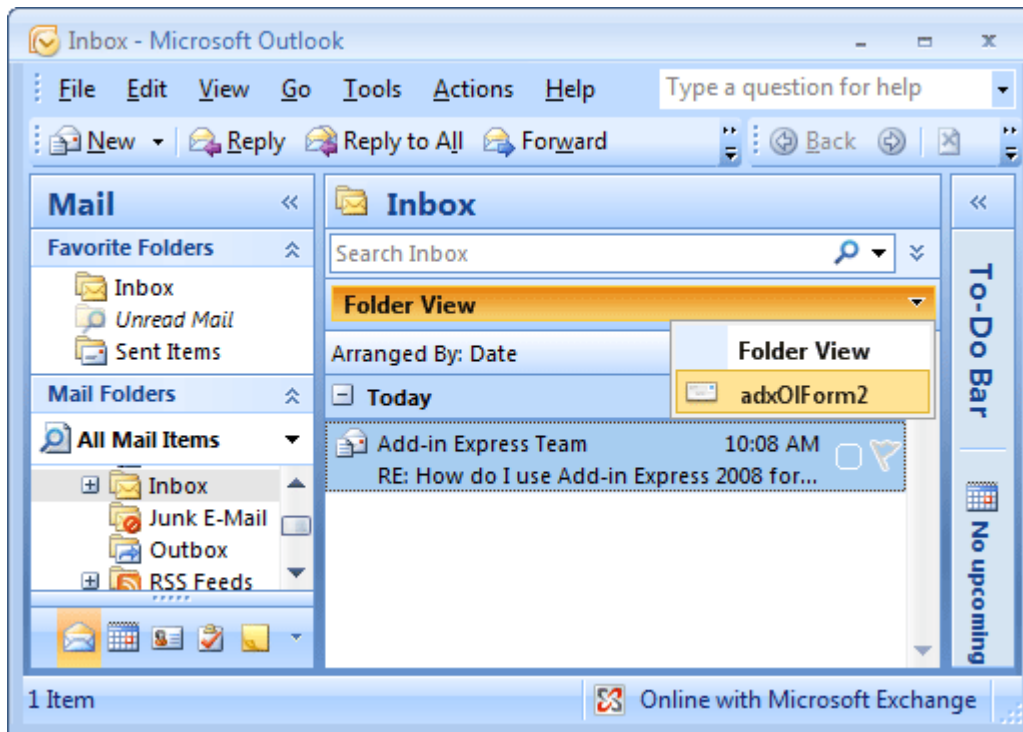 Inbox - Microsoft Outlook
File Edit View Go Tools Actions Help Type a question for help
New Reply Reply to All Forward Back
Mail
Favorite Folders
Inbox
Unread Mail
Sent Items
Mail Folders
All Mail Items
Inbox
Junk E-Mail
Outbox
RSS Feeds
Inbox
Search Inbox
Folder View
Folder View
adxOlForm2
Arranged By: Date
Today
Add-in Express Team 10:08 AM
RE: How do I use Add-in Express 2008 for...
To-Do Bar
No upcoming
1 Item Online with Microsoft Exchange